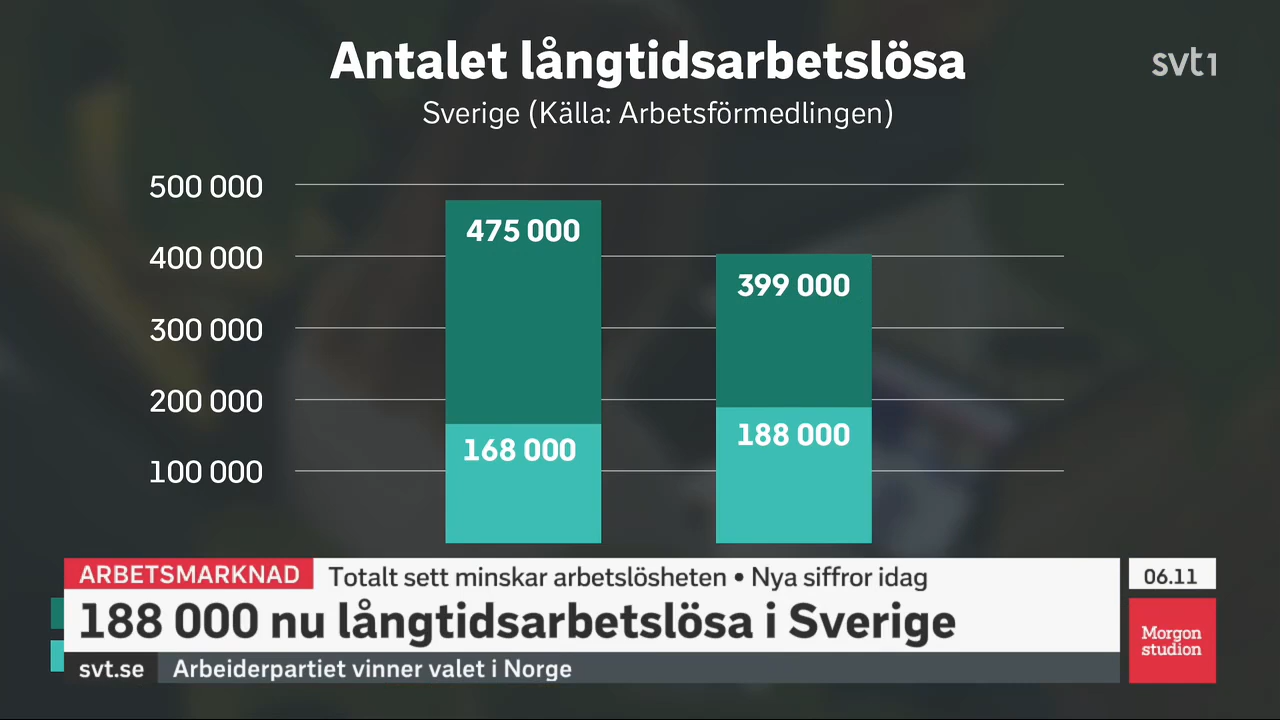 Antalet långtidsarbetslösa
svt1
Sverige (Källa: Arbetsförmedlingen)
500 000
400 000
300 000
200 000
100 000
475 000
168 000
399 000
188 000
ARBETSMARKNAD
Totalt sett minskar arbetslösheten • Nya siffror idag
188 000 nu långtidsarbetslösa i Sverige
svt.se
Arbeiderpartiet vinner valet i Norge
06.11
Morgon
studion